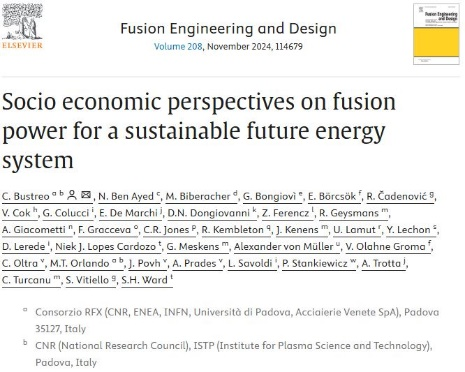 Fusion Engineering and Design
Volume 208, November 2024, 114679
ELSEVIER
Socio economic perspectives on fusion
power for a sustainable future energy
system
C. Bustreo a b, N. Ben Ayed c, M. Biberacher d, G. Bongiovì e, E. Börcsök f, R. Čadenović g,
V. Cok h, G. Colucci i, E. De Marchi j, D.N. Dongiovanni k, Z. Ferencz l, R. Geysmans m,
A. Giacometti n, F. Gracceva o, C.R. Jones p, R. Kembleton q, J. Kenens m, U. Lamut r, Y. Lechon s,
D. Lerede i, Niek J. Lopes Cardozo t, G. Meskens m, Alexander von Müller u, V. Olahne Groma f,
C. Oltra v, M.T. Orlando a b, J. Povh v, A. Prades v, L. Savoldi i, P. Stankiewicz w, A. Trotta j,
C. Turcanu m, S. Vitiello g, S.H. Ward t
a Consorzio RFX (CNR, ENEA, INFN, Università di Padova, Acciaierie Venete SpA), Padova
35127, Italy
b CNR (National Research Council), ISTP (Institute for Plasma Science and Technology),
Padova, Italy